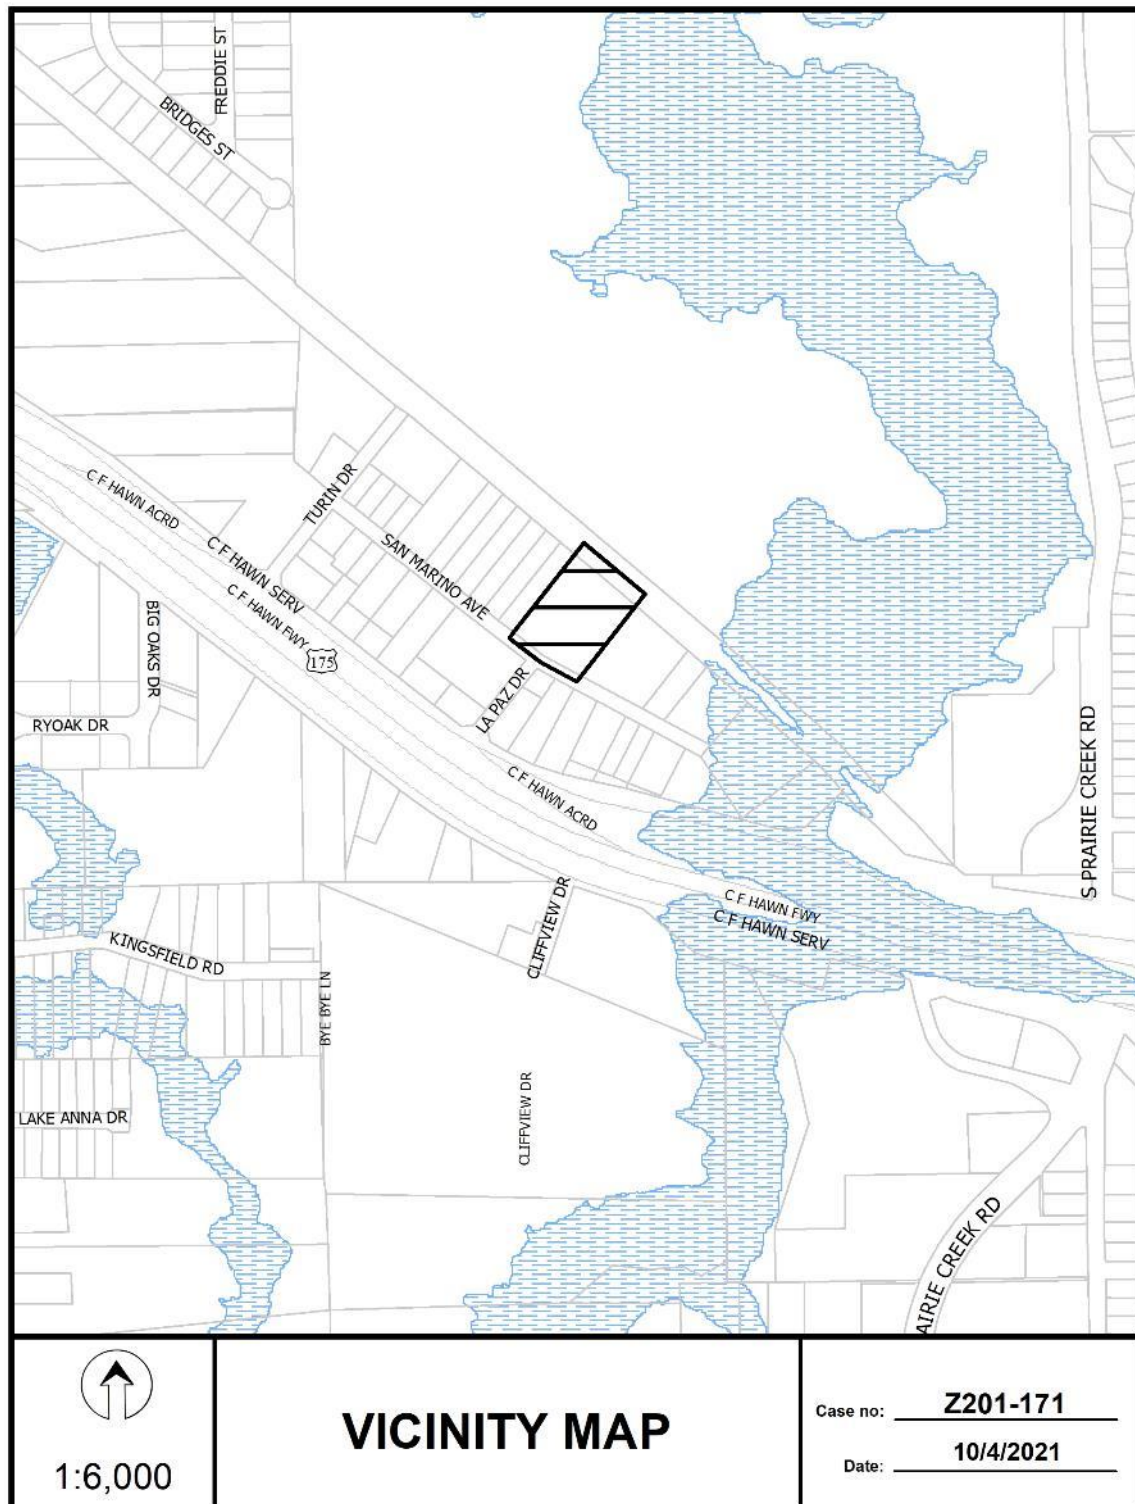 FREDDIE ST
BRIDGES ST
TURIN DR
C F HAWN ACRD
C F HAWN SERV
SAN MARINO AVE
C F HAWN FWY
175
BIG OAKS DR
LA PAZ DR
RYOAK DR
S PRAIRIE CREEK RD
C F HAWN ACRD
C F HAWN FWY
C F HAWN SERV
CLIFFVIEW DR
KINGSFIELD RD
BYE BYE LN
CLIFFVIEW DR
LAKE ANNA DR
AIRIE CREEK RD
1:6,000
VICINITY MAP
Case no: Z201-171
Date: 10/4/2021